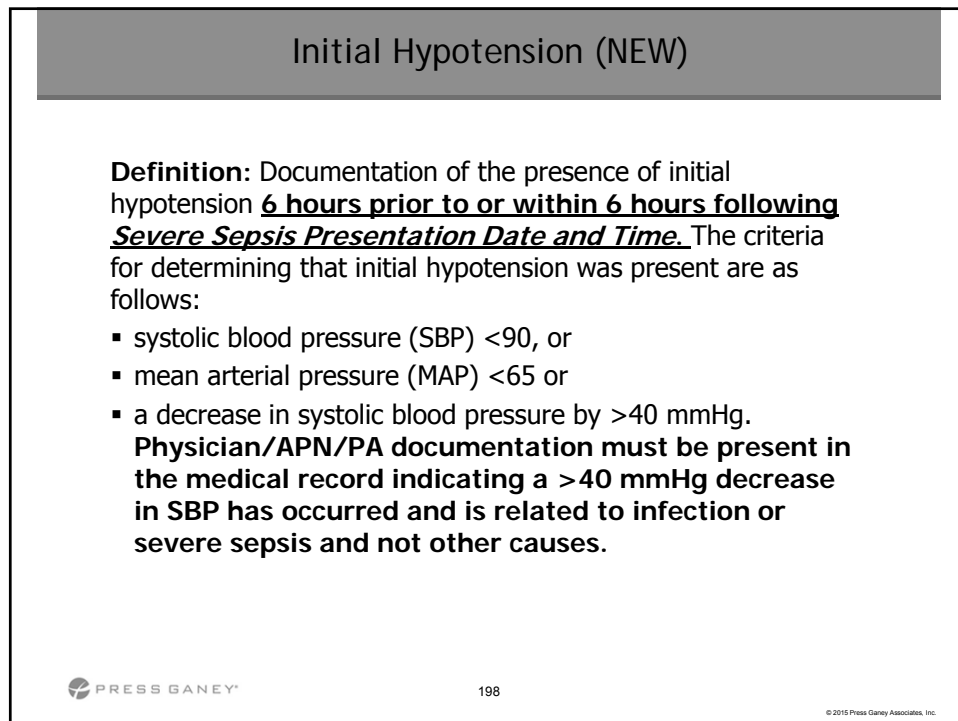 Initial Hypotension (NEW)
Definition: Documentation of the presence of initial
hypotension 6 hours prior to or within 6 hours following
Severe Sepsis Presentation Date and Time. The criteria
for determining that initial hypotension was present are as
follows:
▪ systolic blood pressure (SBP) <90, or
▪ mean arterial pressure (MAP) <65 or
▪ a decrease in systolic blood pressure by >40 mmHg.
Physician/APN/PA documentation must be present in
the medical record indicating a >40 mmHg decrease
in SBP has occurred and is related to infection or
severe sepsis and not other causes.
PRESS GANEY
198
© 2015 Press Ganey Associates, Inc.